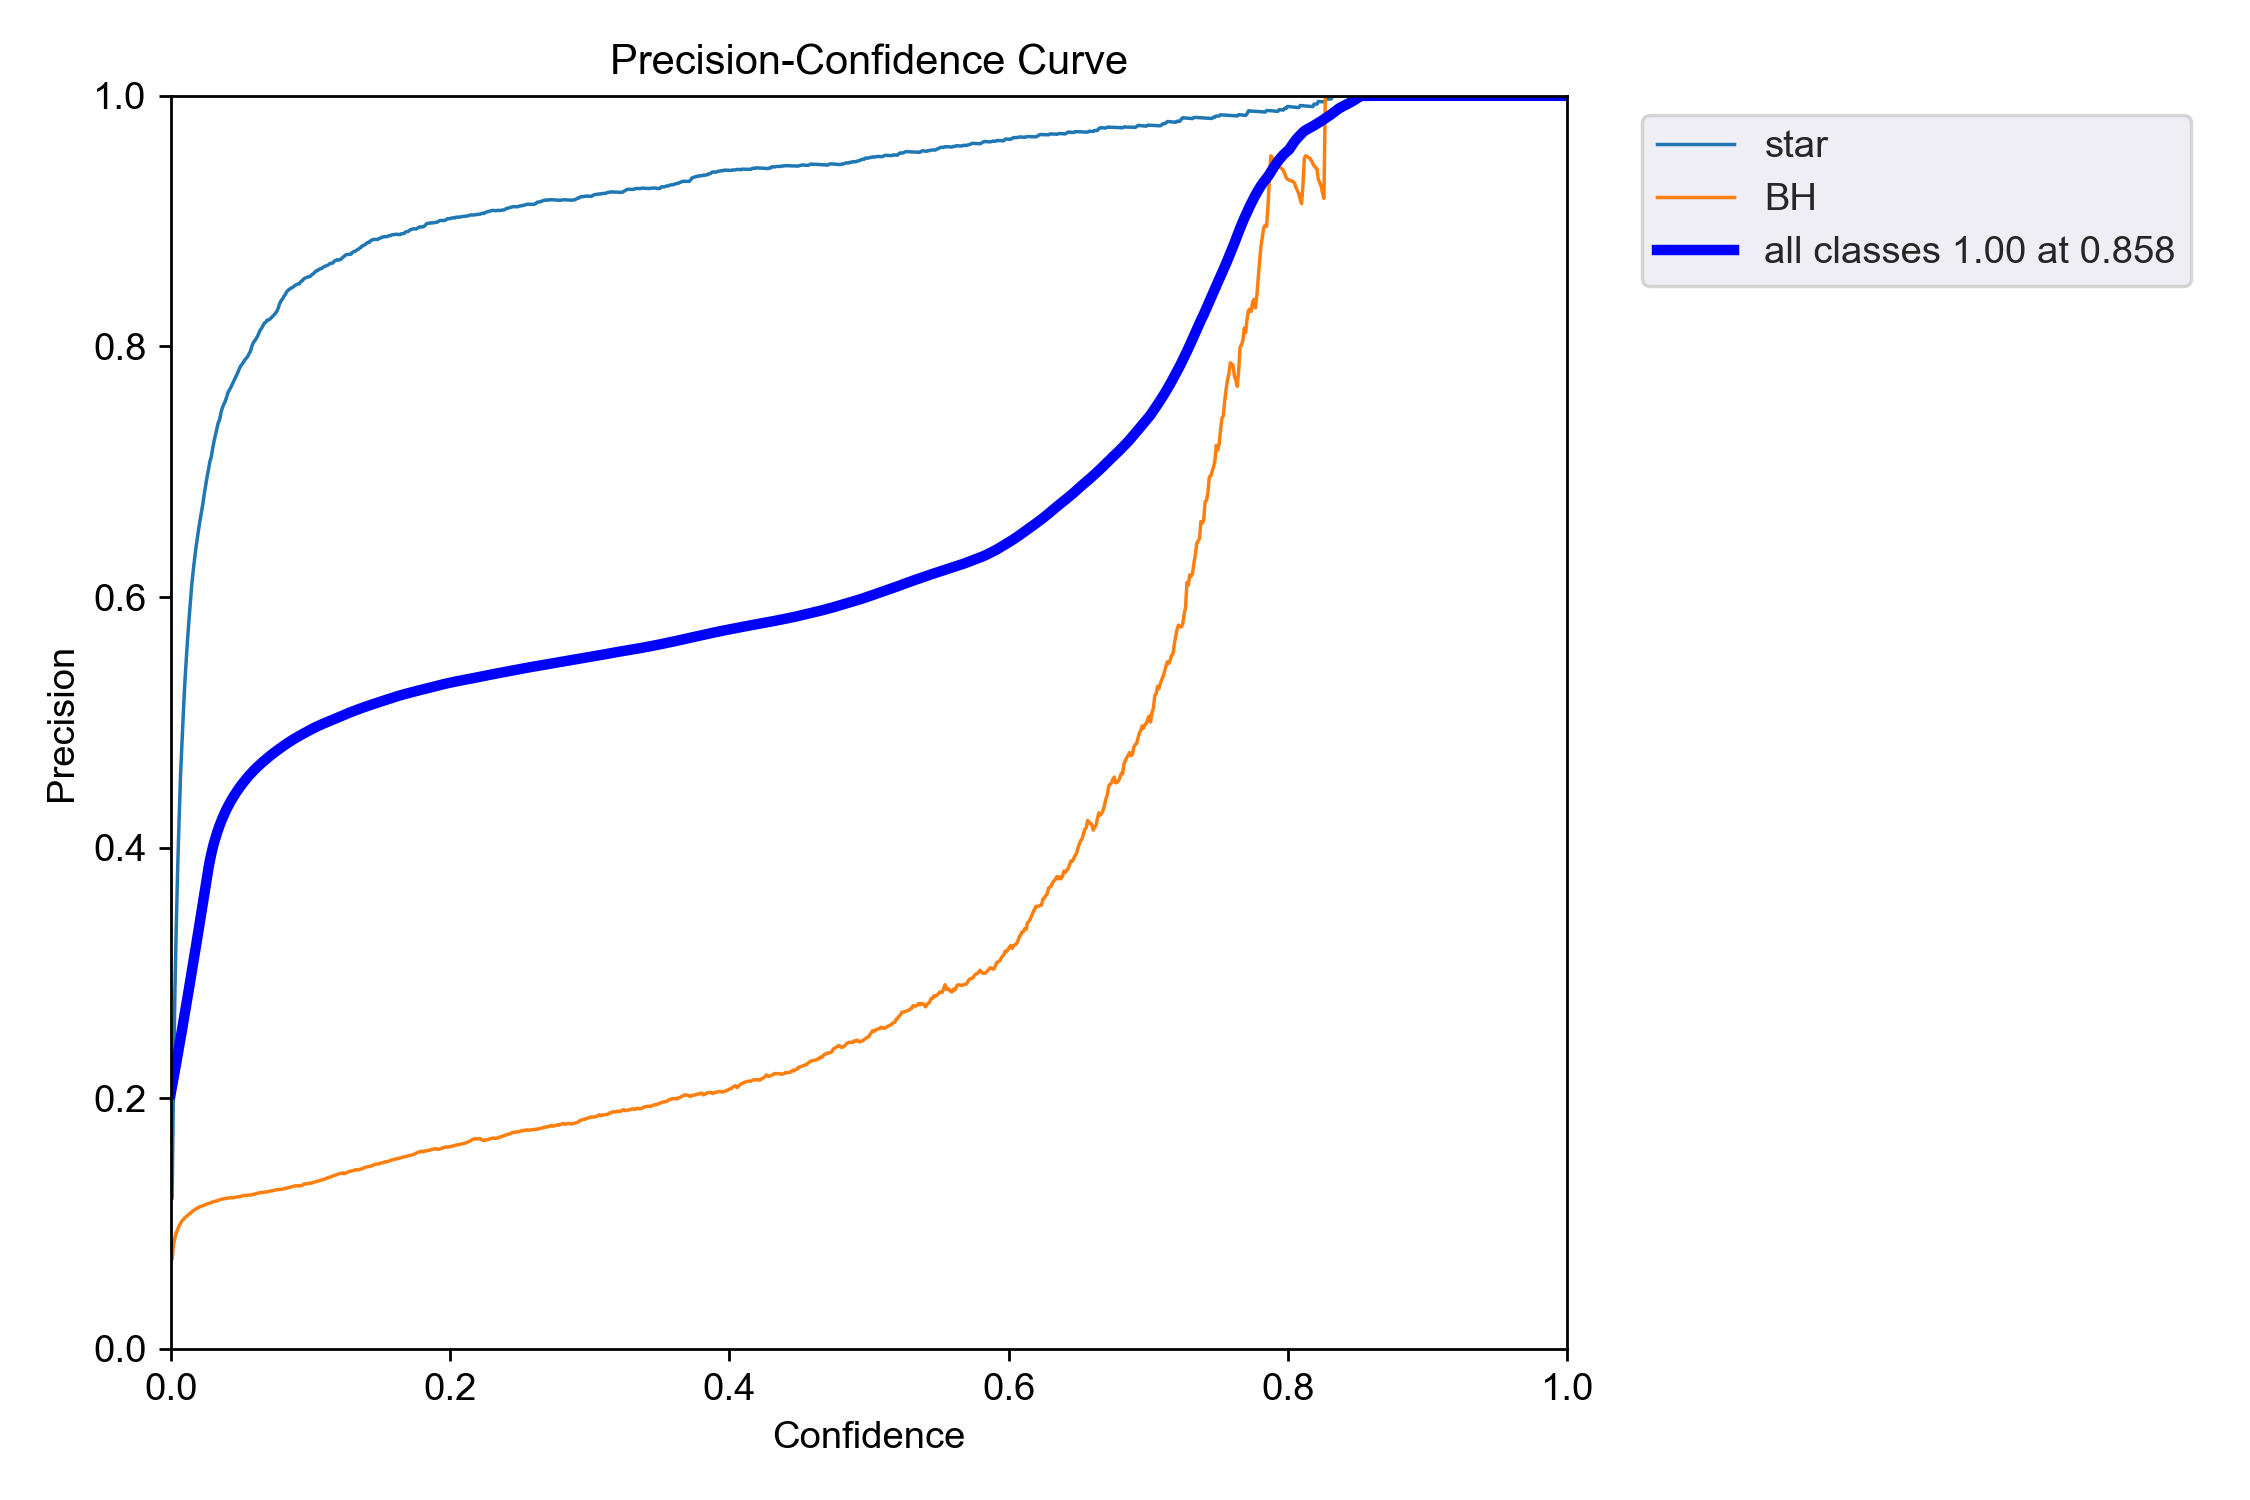 Precision-Confidence Curve
1.0
0.8
0.6
0.4
0.2
0.0
Precision
0.0 0.2 0.4 0.6 0.8 1.0
Confidence
star
BH
all classes 1.00 at 0.858